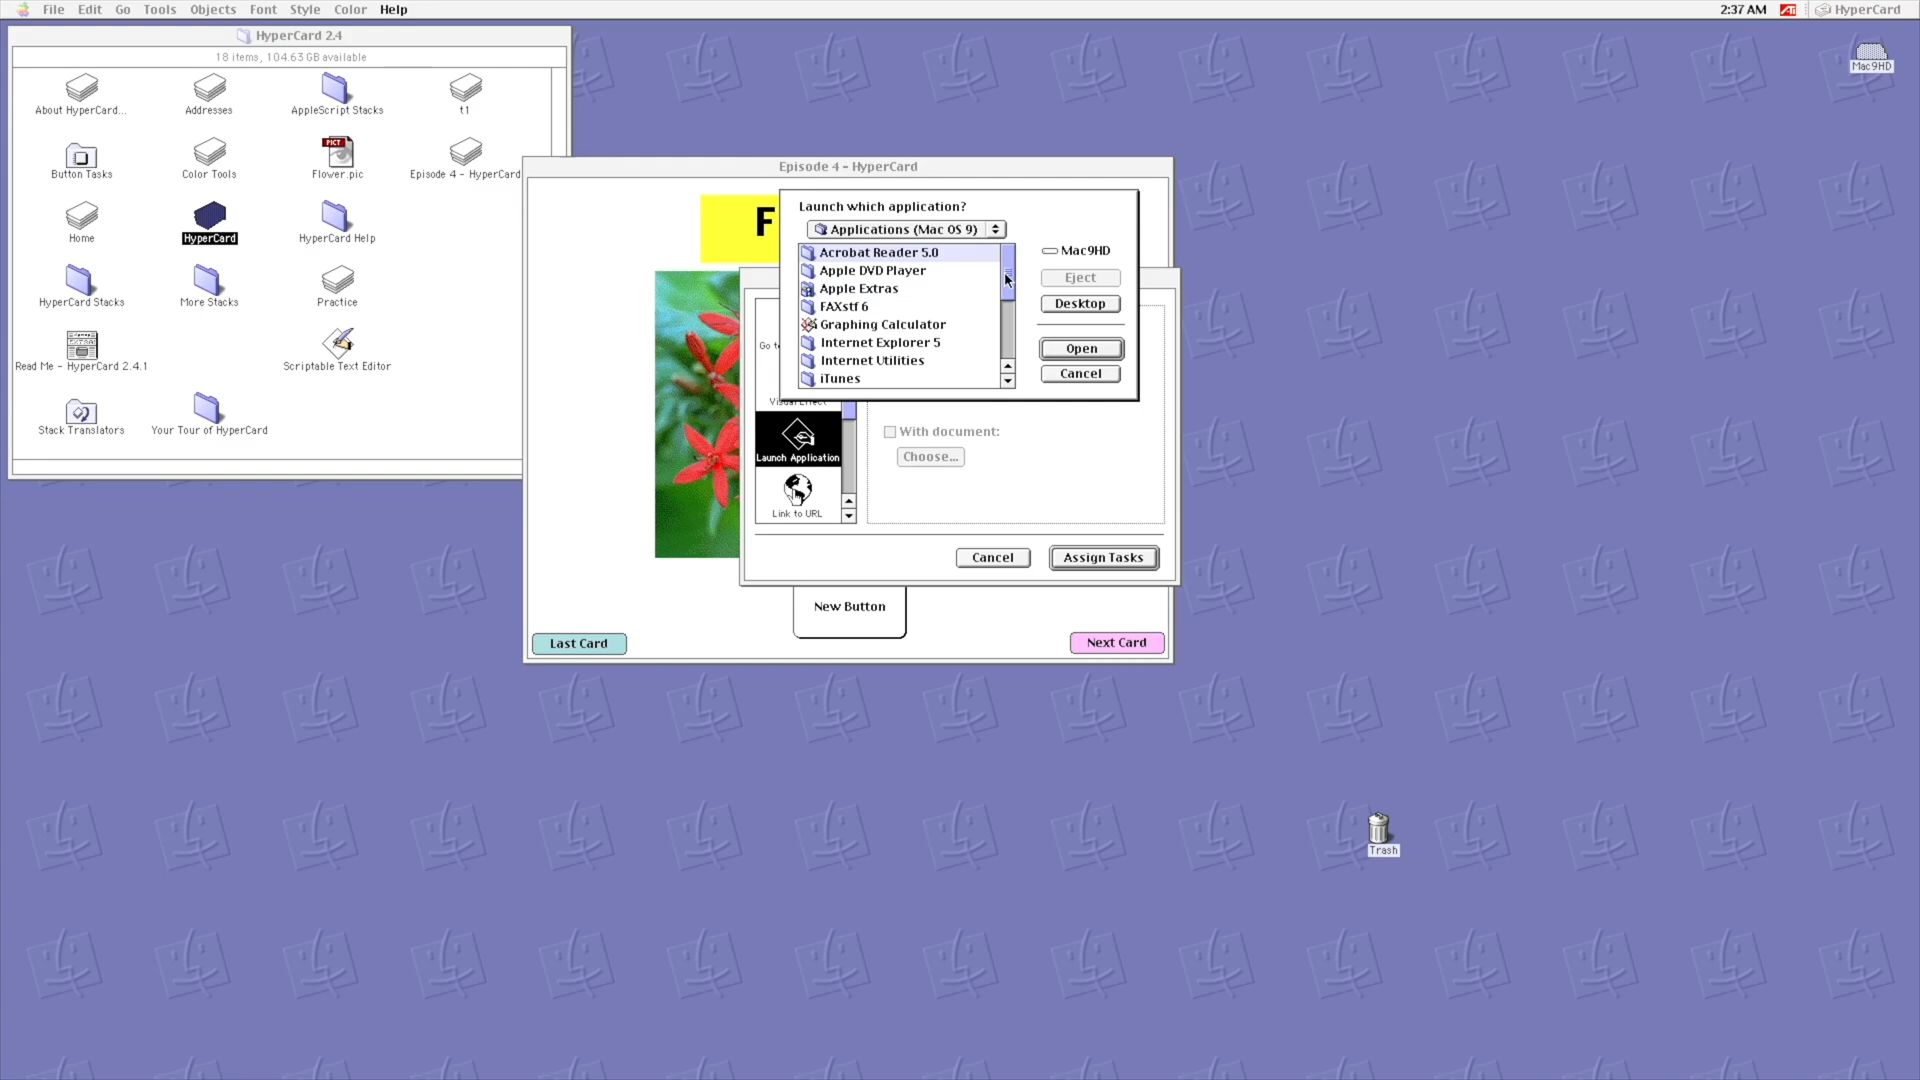 File Edit Go Tools Objects Font Style Color Help
2:37 AM
HyperCard
HyperCard 2.4
18 items, 104.63 GB available
About HyperCard...
Addresses
AppleScript Stacks
t1
Button Tasks
Color Tools
PICT
Flower.pic
Episode 4 - HyperCard
Home
HyperCard
HyperCard Help
HyperCard Stacks
More Stacks
Practice
Read Me - HyperCard 2.4.1
Scriptable Text Editor
Stack Translators
Your Tour of HyperCard
Mac9HD
Episode 4 - HyperCard
F
Launch which application?
Applications (Mac OS 9)
Acrobat Reader 5.0
Apple DVD Player
Apple Extras
FAXstf 6
Graphing Calculator
Internet Explorer 5
Internet Utilities
iTunes
Mac9HD
Eject
Desktop
Open
Cancel
Go t
Visual Effect
Launch Application
Link to URL
With document:
Choose...
Cancel
Assign Tasks
New Button
Last Card
Next Card
Trash